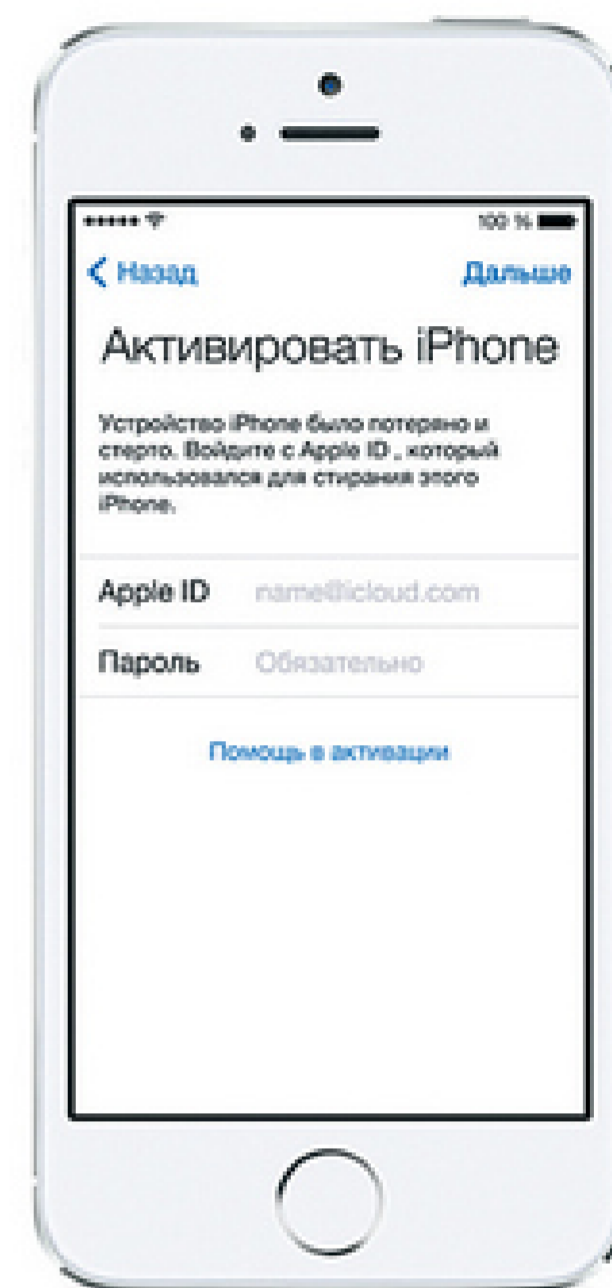 100 %
Назад Дальше
Активировать iPhone
Устройство iPhone было потеряно и
стерто. Войдите с Apple ID , который
использовался для стирания этого
iPhone.
Apple ID name@icloud.com
Пароль Обязательно
Помощь в активации